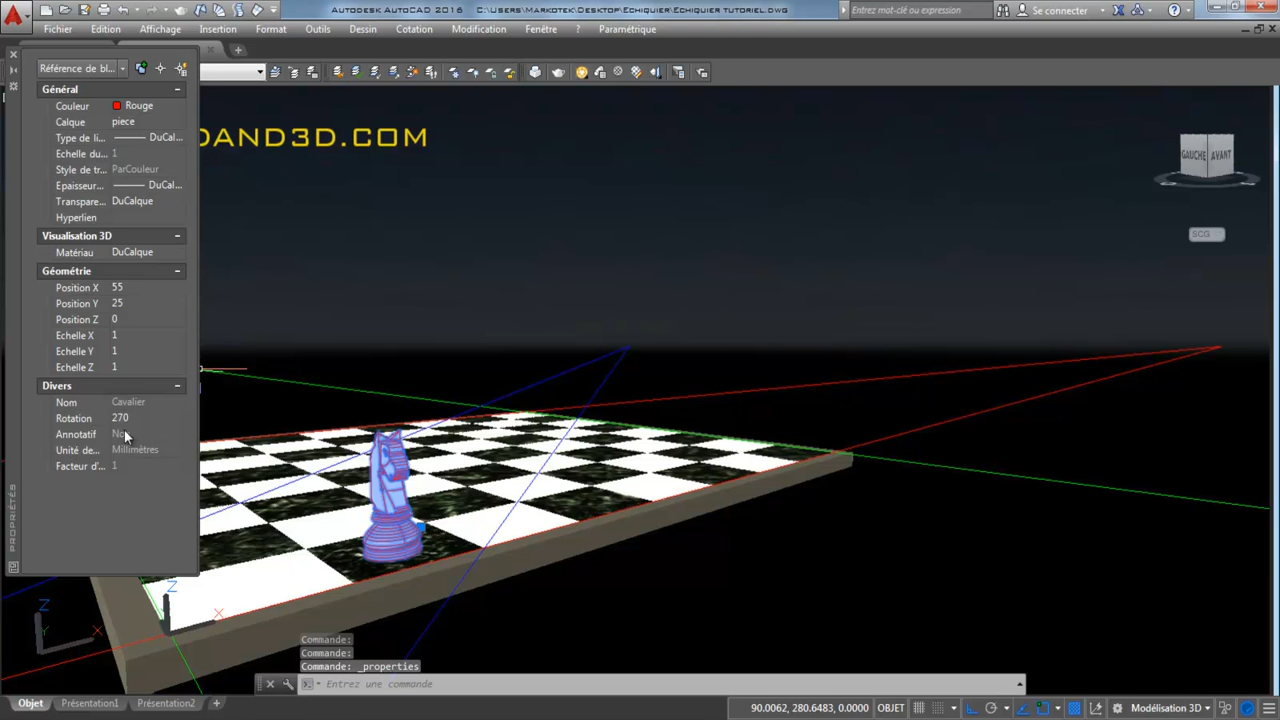 Autodesk AutoCAD 2016 C:\Users\Markotek\Desktop\Echiquier\Echiquier tutoriel.dwg
Entrez mot-clé ou expression
Se connecter
Fichier Edition Affichage Insertion Format Outils Dessin Cotation Modification Fenêtre ? Paramétrique
Référence de bl...
Général
Couleur Rouge
Calque piece
Type de li... DuCal...
Echelle du... 1
Style de tr... ParCouleur
Epaisseur... DuCal...
Transpare... DuCalque
Hyperlien
Visualisation 3D
Matériau DuCalque
Géométrie
Position X 55
Position Y 25
Position Z 0
Echelle X 1
Echelle Y 1
Echelle Z 1
Divers
Nom Cavalier
Rotation 270
Annotatif
Unité de... Millimètres
Facteur d'... 1
PROPRIÉTÉS
DAND3D.COM
GAUCHE AVANT
SCG
Z
X
Z
Y
X
Commande:
Commande:
Commande: _properties
Entrez une commande
Objet Présentation1 Présentation2 +
90.0062, 280.6483, 0.0000 OBJET
Modélisation 3D